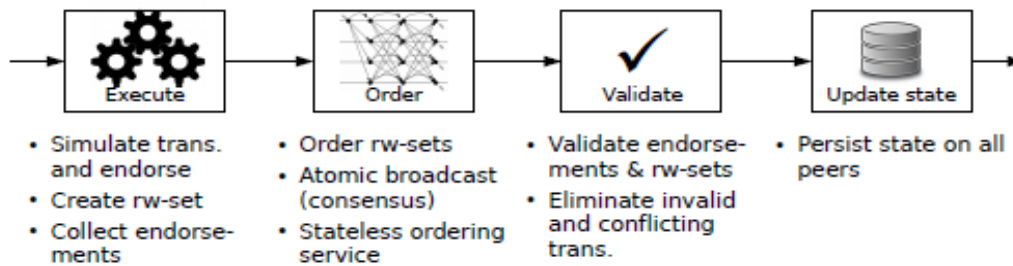 Execute
Order
Validate
Update state
• Simulate trans.
and endorse
• Create rw-set
• Collect endorse-
ments
• Order rw-sets
• Atomic broadcast
(consensus)
• Stateless ordering
service
• Validate endorse-
ments & rw-sets
• Eliminate invalid
and conflicting
trans.
• Persist state on all
peers